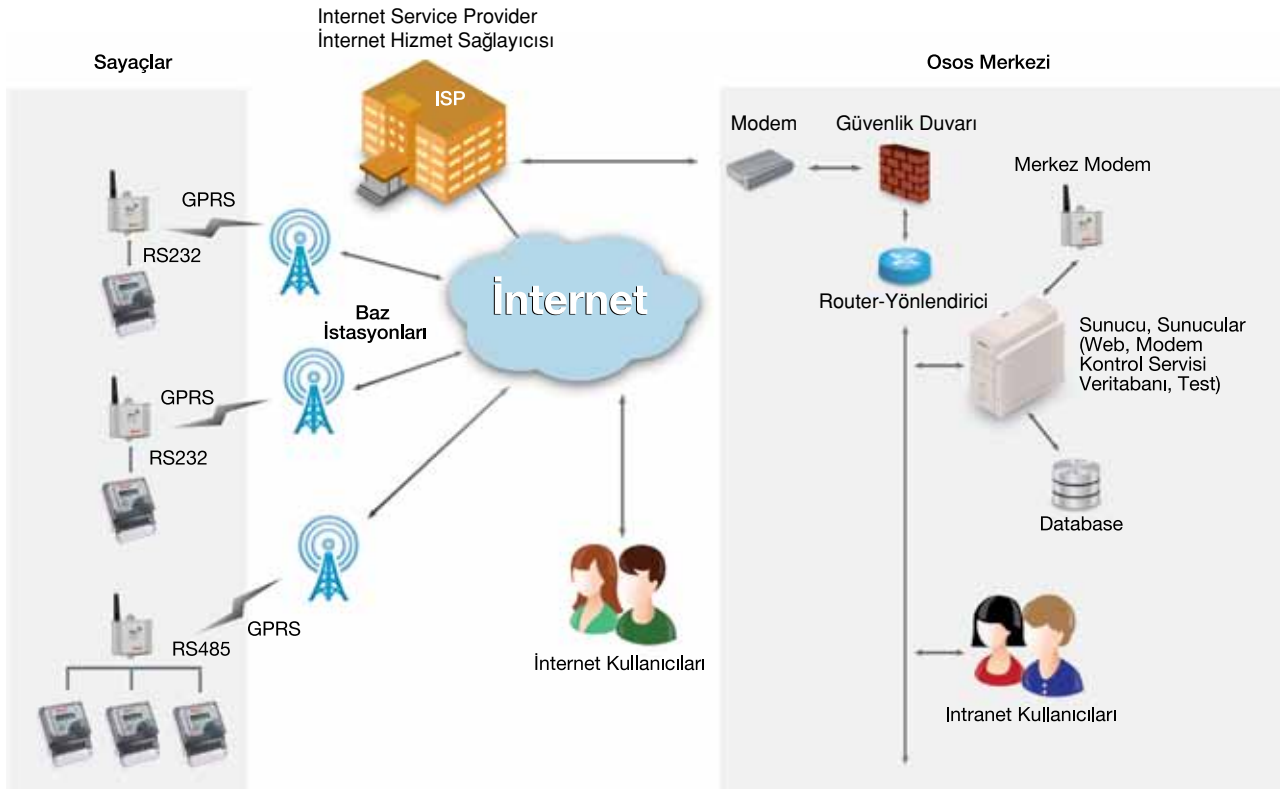 Internet Service Provider
İnternet Hizmet Sağlayıcısı
Sayaçlar
Osos Merkezi
ISP
Modem
Güvenlik Duvarı
Merkez Modem
GPRS
RS232
İnternet
Router-Yönlendirici
Baz
İstasyonları
Sunucu, Sunucular
(Web, Modem
Kontrol Servisi
Veritabanı, Test)
GPRS
RS232
Database
GPRS
RS485
İnternet Kullanıcıları
Intranet Kullanıcıları